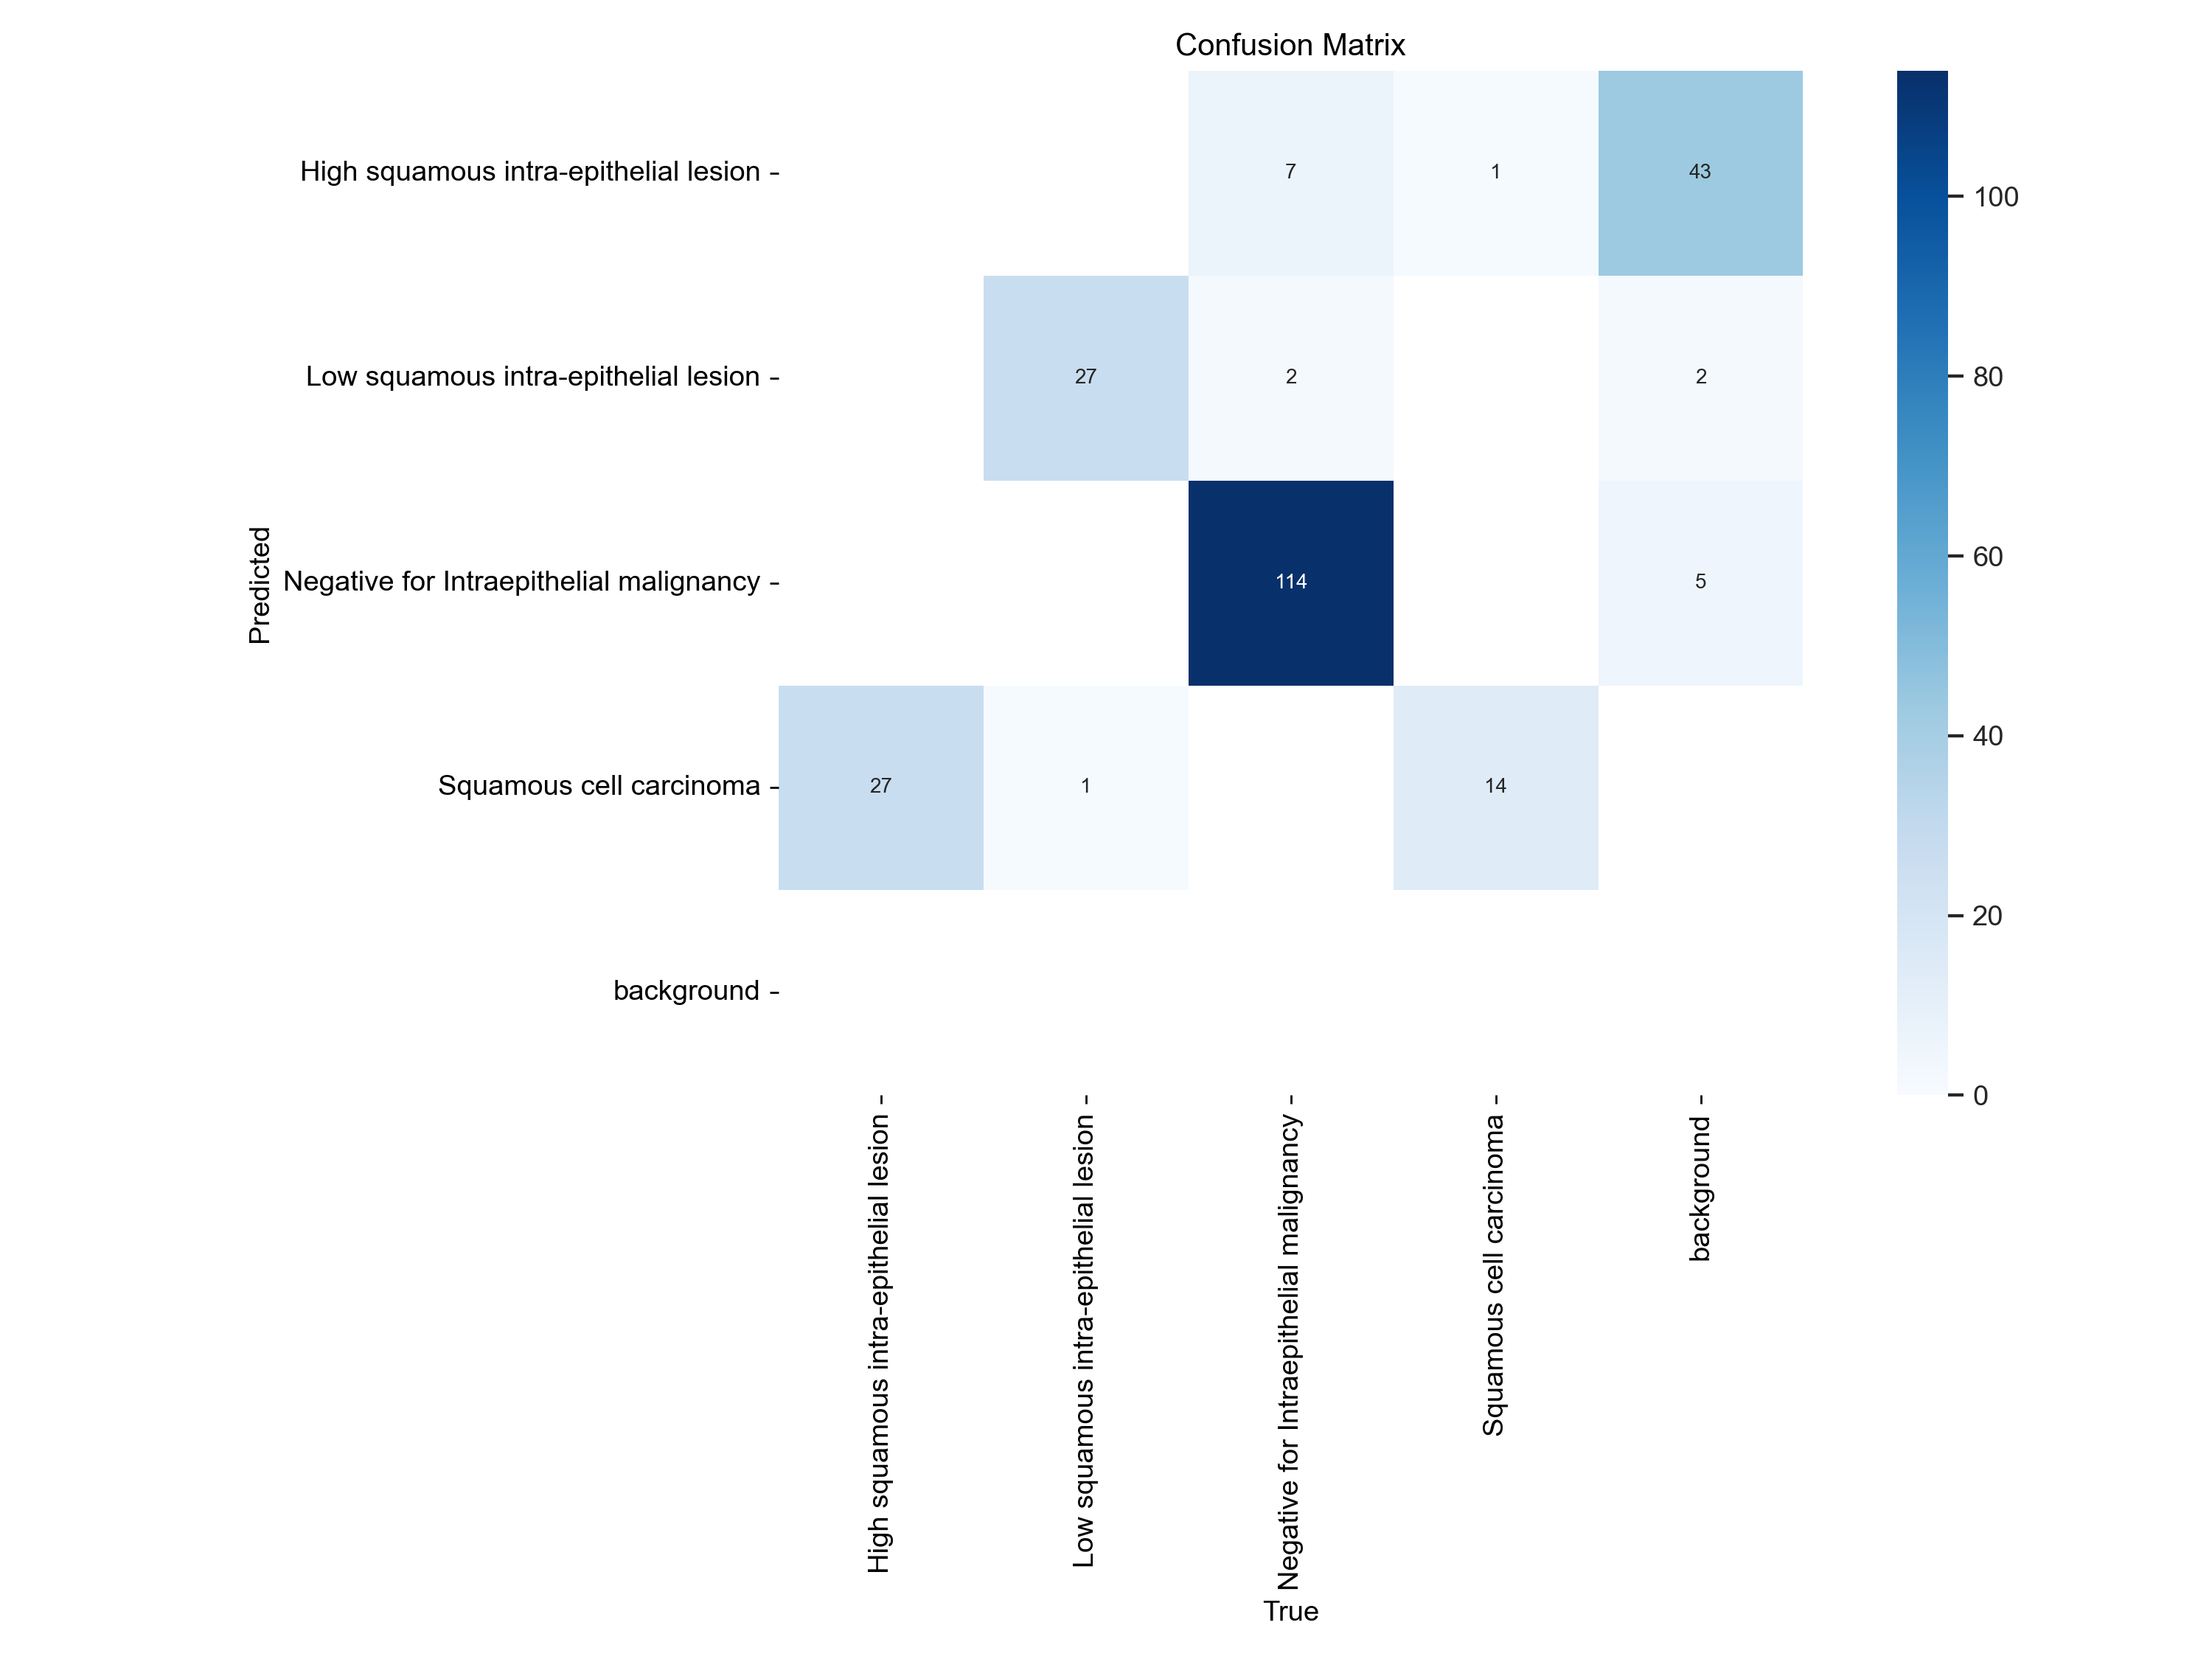 Confusion Matrix
High squamous intra-epithelial lesion
7
1
43
100
Low squamous intra-epithelial lesion
27
2
2
80
Predicted
Negative for Intraepithelial malignancy
114
5
60
Squamous cell carcinoma
27
1
14
40
20
background
0
High squamous intra-epithelial lesion
Low squamous intra-epithelial lesion
Negative for Intraepithelial malignancy
Squamous cell carcinoma
background
True